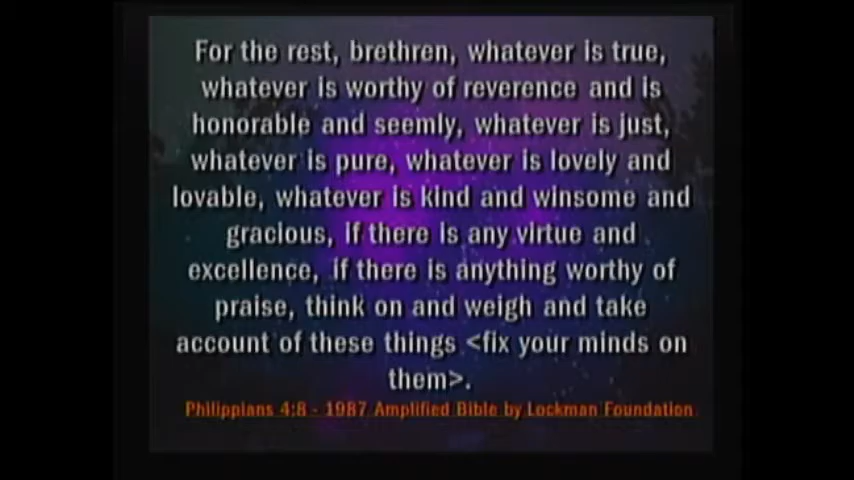 For the rest, brethren, whatever is true,
whatever is worthy of reverence and is
honorable and seemly, whatever is just,
whatever is pure, whatever is lovely and
lovable, whatever is kind and winsome and
gracious, if there is any virtue and
excellence, if there is anything worthy of
praise, think on and weigh and take
account of these things <fix your minds on
them>.
Philippians 4:8 - 1987 Amplified Bible by Lockman Foundation